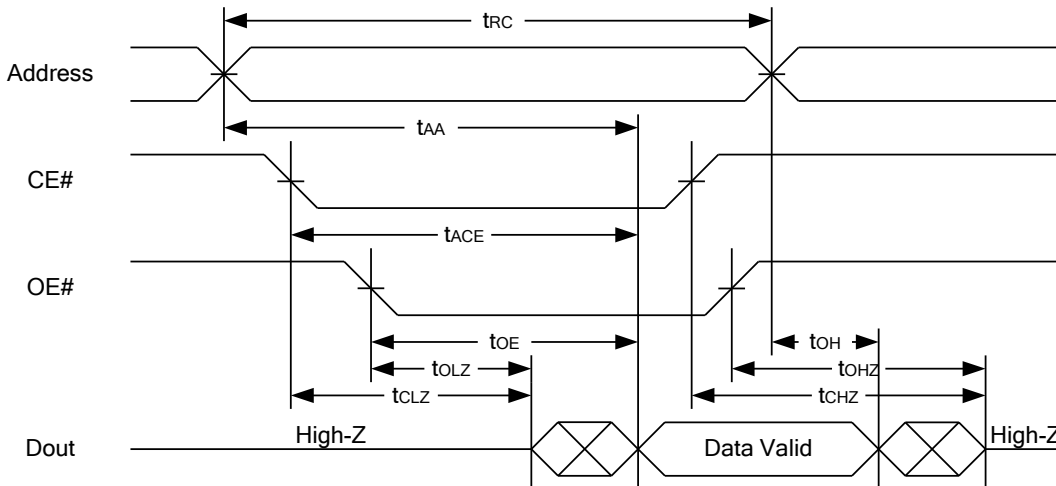 tRC
Address
tAA
CE#
tACE
OE#
tOE
tOH
tOLZ
tOHZ
tCLZ
tCHZ
Dout
High-Z
Data Valid
High-Z